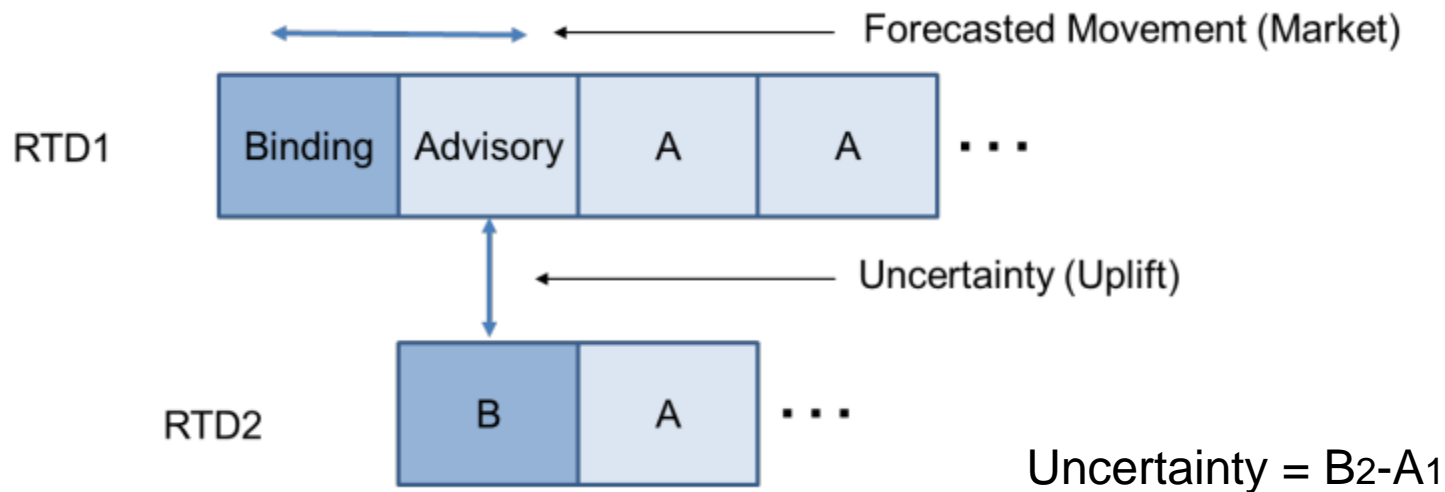 Forecasted Movement (Market)
RTD1 Binding Advisory A A ...
Uncertainty (Uplift)
RTD2 B A ...
Uncertainty = B2-A1